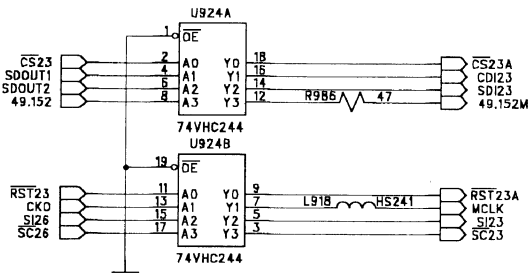 U924A
1 OE
CS23 2 A0 Y0 18 CS23A
SDOUT1 4 A1 Y1 16 CDI23
SDOUT2 6 A2 Y2 14 SDI23
49.152 8 A3 Y3 12 R986 47 49.152M
74VHC244
U924B
19 OE
RST23 11 A0 Y0 9 RST23A
CKO 13 A1 Y1 7 L918 HS241 MCLK
SI26 15 A2 Y2 5 SI23
SC26 17 A3 Y3 3 SC23
74VHC244